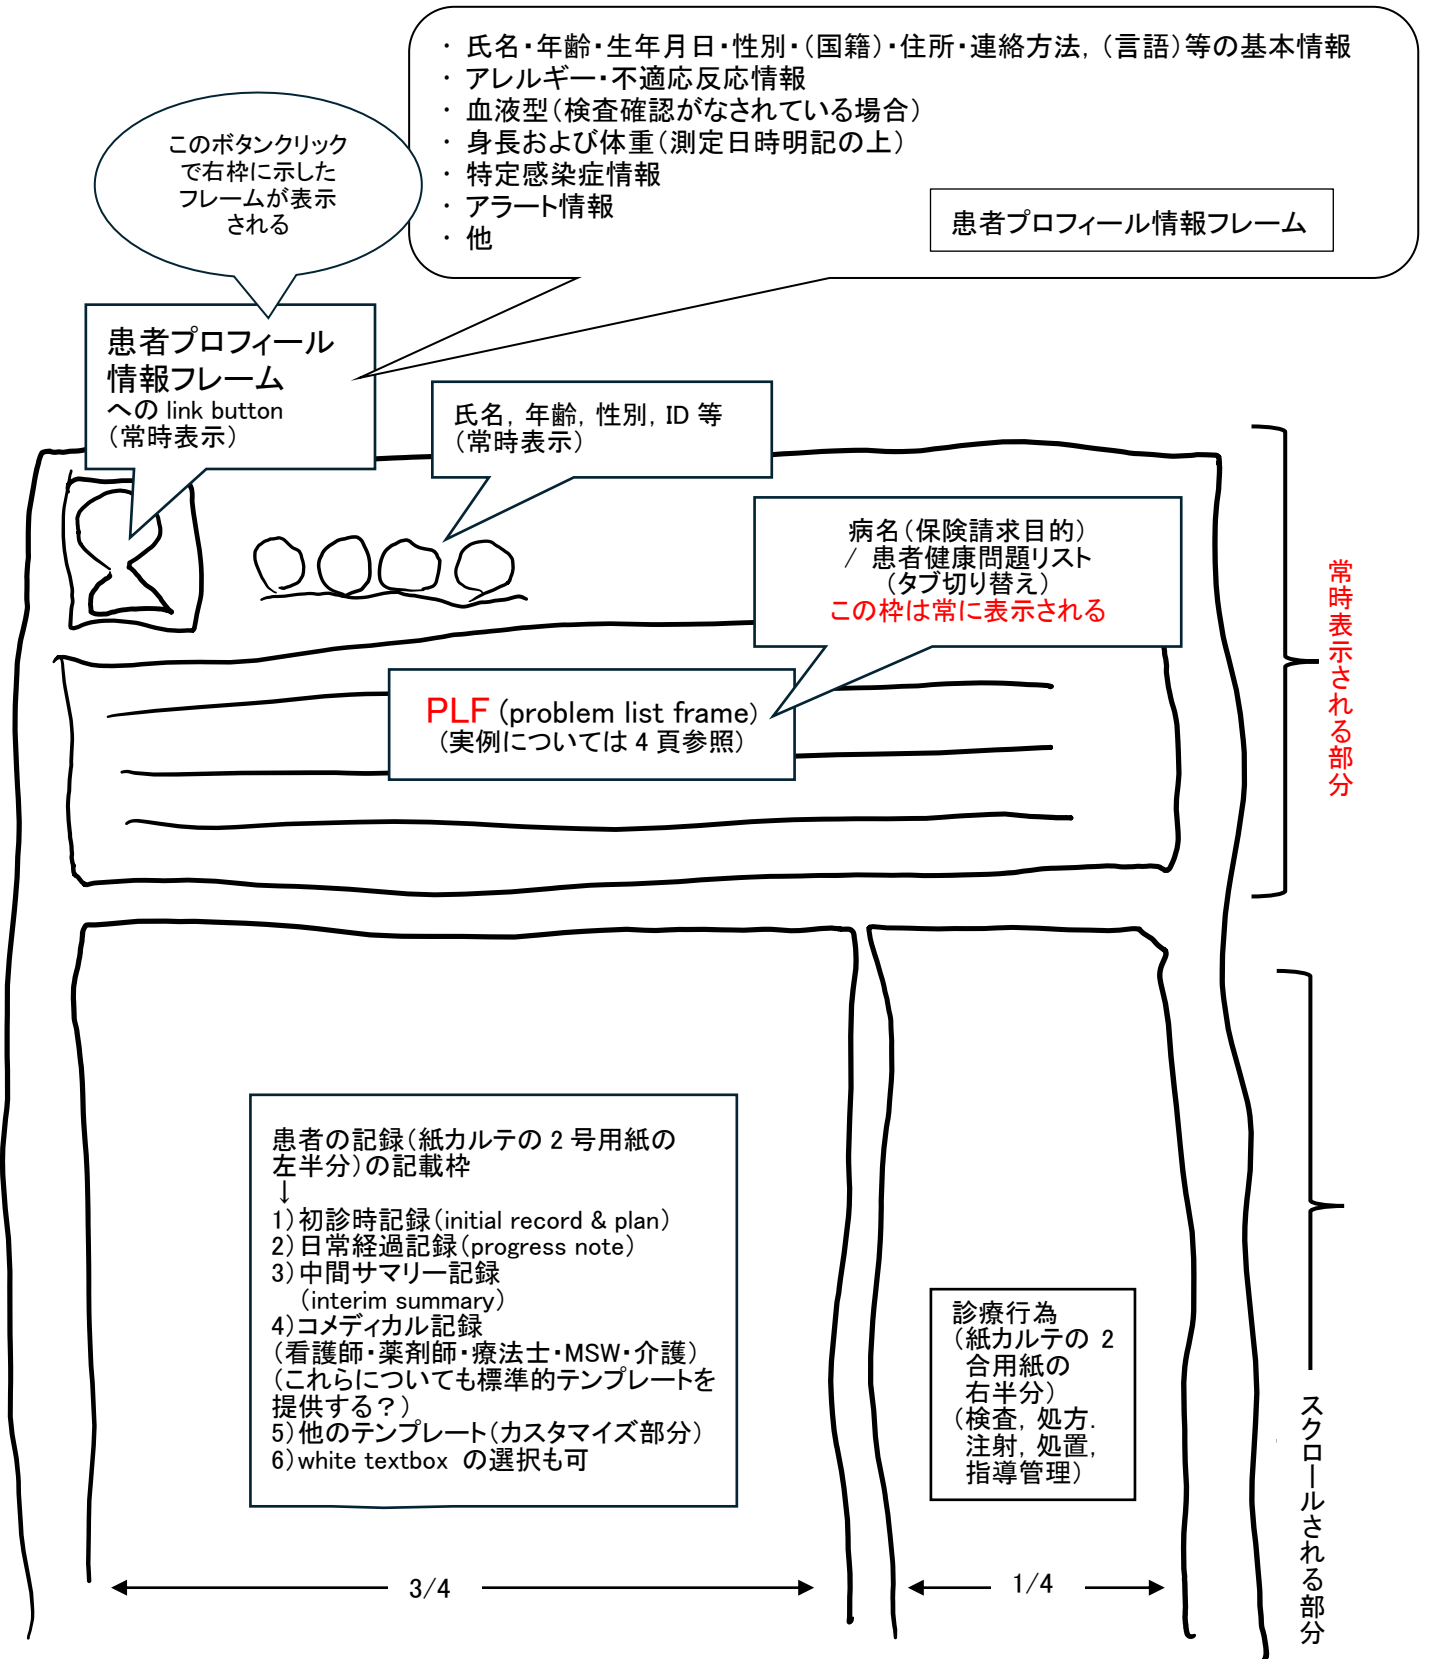 ・ 氏名・年齢・生年月日・性別・(国籍)・住所・連絡方法, (言語)等の基本情報
・ アレルギー・不適応反応情報
・ 血液型(検査確認がなされている場合)
・ 身長および体重(測定日時明記の上)
・ 特定感染症情報
・ アラート情報
・ 他
患者プロフィール情報フレーム
このボタンクリック
で右枠に示した
フレームが表示
される
患者プロフィール
情報フレーム
への link button
(常時表示)
氏名, 年齢, 性別, ID 等
(常時表示)
病名(保険請求目的)
/ 患者健康問題リスト
(タブ切り替え)
この枠は常に表示される
PLF (problem list frame)
(実例については 4 頁参照)
常時表示される部分
患者の記録(紙カルテの 2 号用紙の
左半分)の記載枠
↓
1)初診時記録(initial record & plan)
2)日常経過記録(progress note)
3)中間サマリー記録
(interim summary)
4)コメディカル記録
(看護師・薬剤師・療法士・MSW・介護)
(これらについても標準的テンプレートを
提供する?)
5)他のテンプレート(カスタマイズ部分)
6)white textbox の選択も可
診療行為
(紙カルテの 2
合用紙の
右半分)
(検査, 処方.
注射, 処置,
指導管理)
スクロールされる部分
3/4
1/4